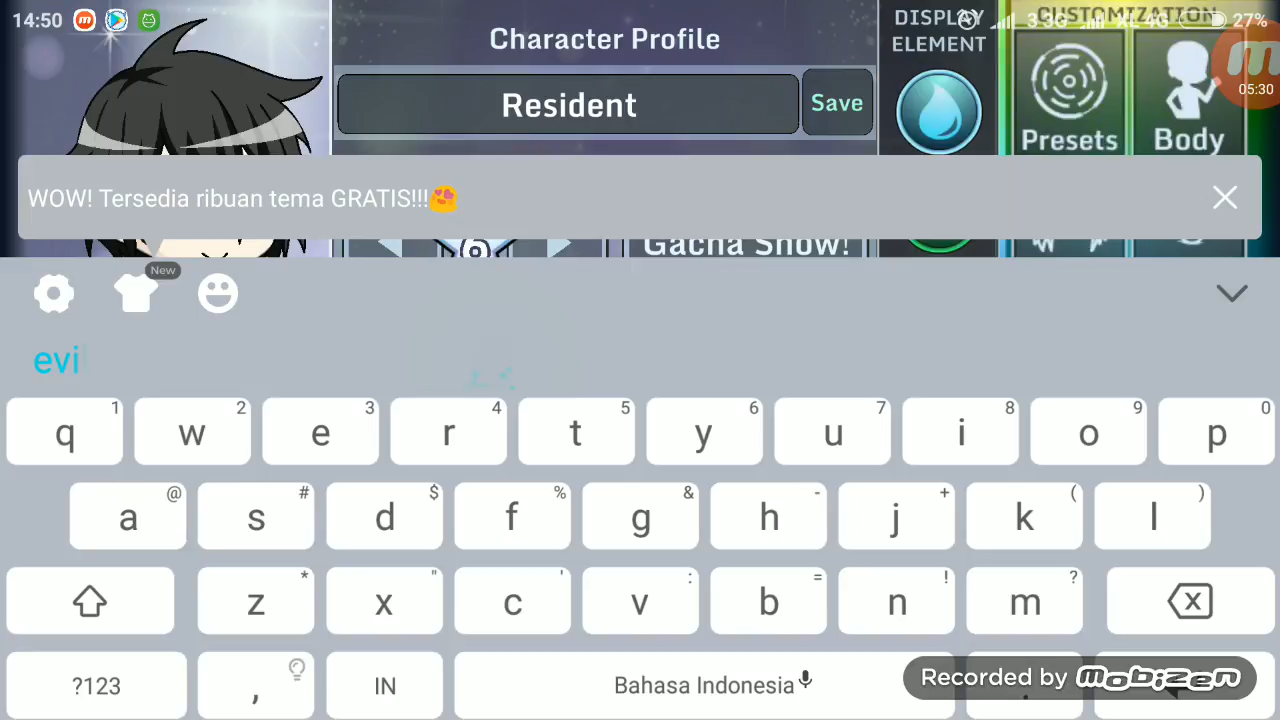 14:50
3 3G
XL 4G
27%
05:30
Character Profile
Resident
Save
DISPLAY
ELEMENT
CUSTOMIZATION
Presets
Body
WOW! Tersedia ribuan tema GRATIS!!!😍
Gacha Show!
New
evi
1 2 3 4 5 6 7 8 9 0
q w e r t y u i o p
@ # $ % & - + ( )
a s d f g h j k l
* " ' : = ! ?
z x c v b n m
?123 , IN Bahasa Indonesia .
Recorded by mobizen